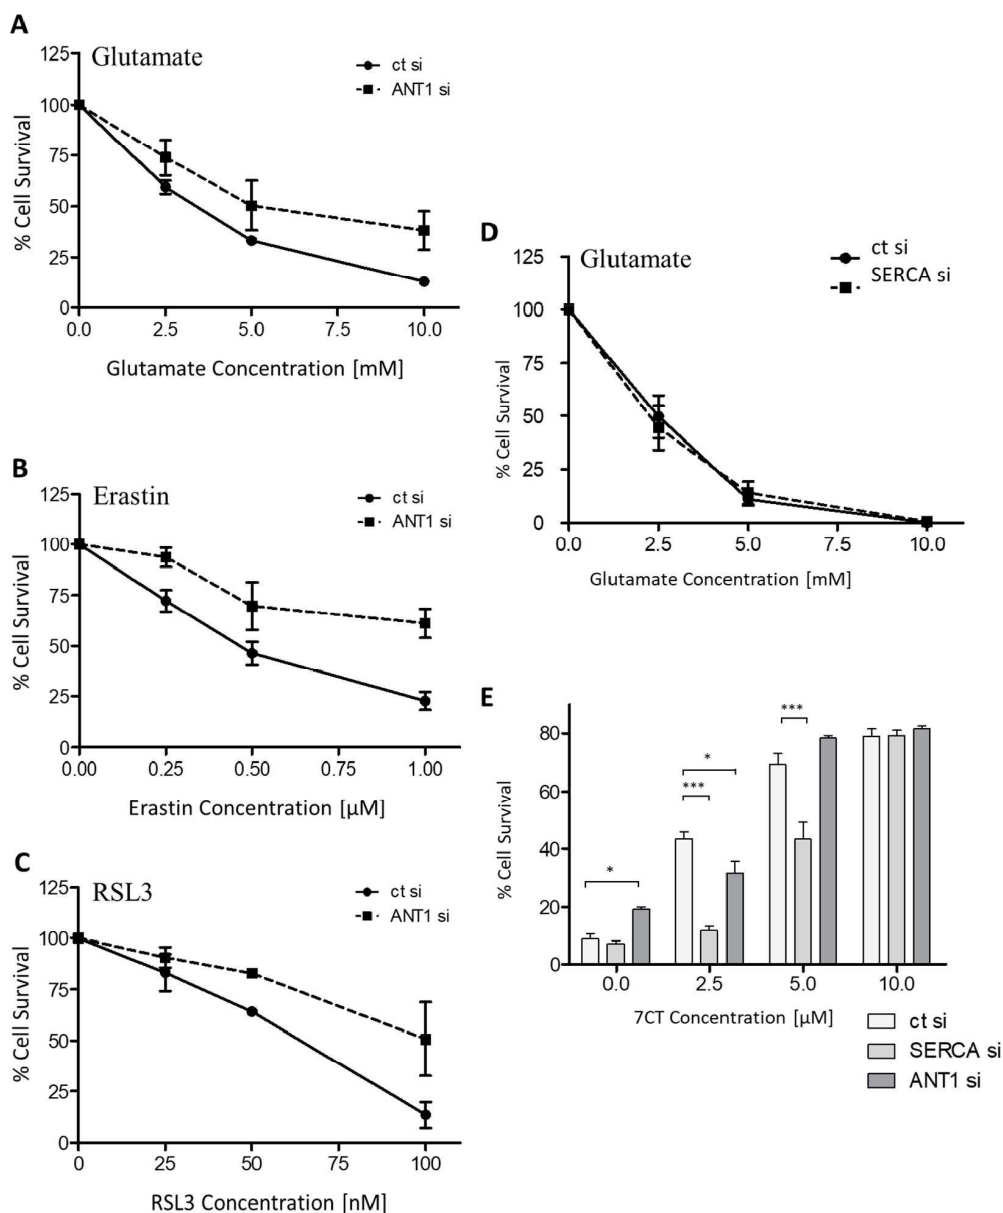 A
Glutamate
ct si
ANT1 si
125
100
75
50
25
0
0.0 2.5 5.0 7.5 10.0
% Cell Survival
Glutamate Concentration [mM]
B
Erastin
ct si
ANT1 si
125
100
75
50
25
0
0.00 0.25 0.50 0.75 1.00
% Cell Survival
Erastin Concentration [µM]
C
RSL3
ct si
ANT1 si
125
100
75
50
25
0
0 25 50 75 100
% Cell Survival
RSL3 Concentration [nM]
D
Glutamate
ct si
SERCA si
125
100
75
50
25
0
0.0 2.5 5.0 7.5 10.0
% Cell Survival
Glutamate Concentration [mM]
E
80
60
40
20
0
% Cell Survival
*
***
*
***
0.0 2.5 5.0 10.0
7CT Concentration [µM]
ct si
SERCA si
ANT1 si